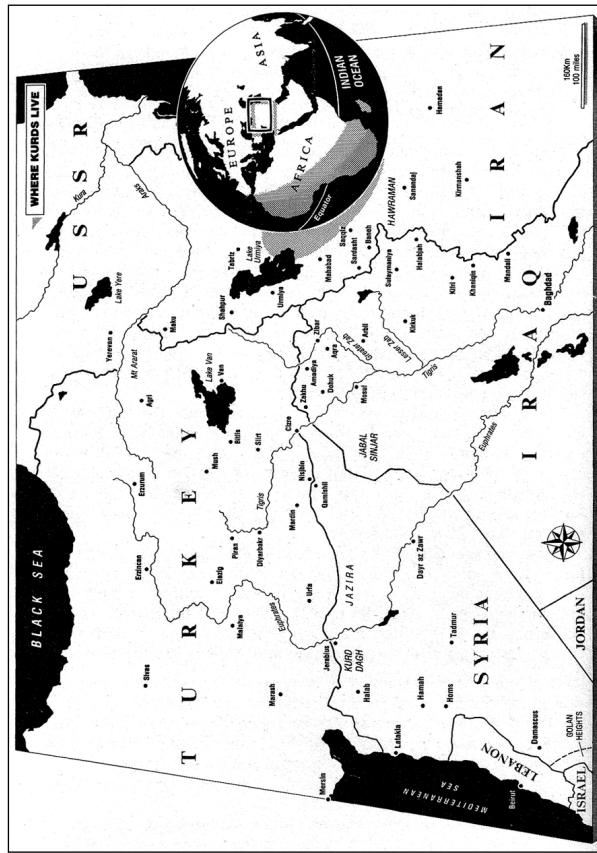 WHERE KURDS LIVE
BLACK SEA
USSR
Kura
Araks
Lake Yere
Yerevan
Mt Ararat
Maku
Agri
Erzurum
Erzincan
Sivas
TURKEY
Lake Van
Van
Bitlis
Mush
Siirt
Elazig
Piran
Diyarbakr
Tigris
Malatya
Euphrates
Marash
Urfa
Mardin
Nisjbin
Qamishli
Cizre
Mersin
Shahpur
Tabriz
Lake
Urmiya
Urmiya
Mahabad
Saqqiz
Sardasht
Baneh
HAWRAMAN
Sanandaj
Kirmanshah
Hamadan
IRAN
Zakhu
Amadiya
Zibar
Aqra
Dohuk
Mosul
Arbil
Greater Zab
Lesser Zab
Kirkuk
Sulaymaniya
Halabjah
Kifri
Khaniqin
Mandali
Baghdad
Tigris
Euphrates
IRAQ
JABAL
SINJAR
JAZIRA
Jerablus
KURD
DAGH
Halab
Dayr az Zawr
Latakia
Hamah
Homs
Tadmur
SYRIA
Damascus
GOLAN
HEIGHTS
LEBANON
Beirut
ISRAEL
JORDAN
MEDITERRANEAN
SEA
EUROPE
ASIA
AFRICA
INDIAN
OCEAN
Equator
160Km
100 miles